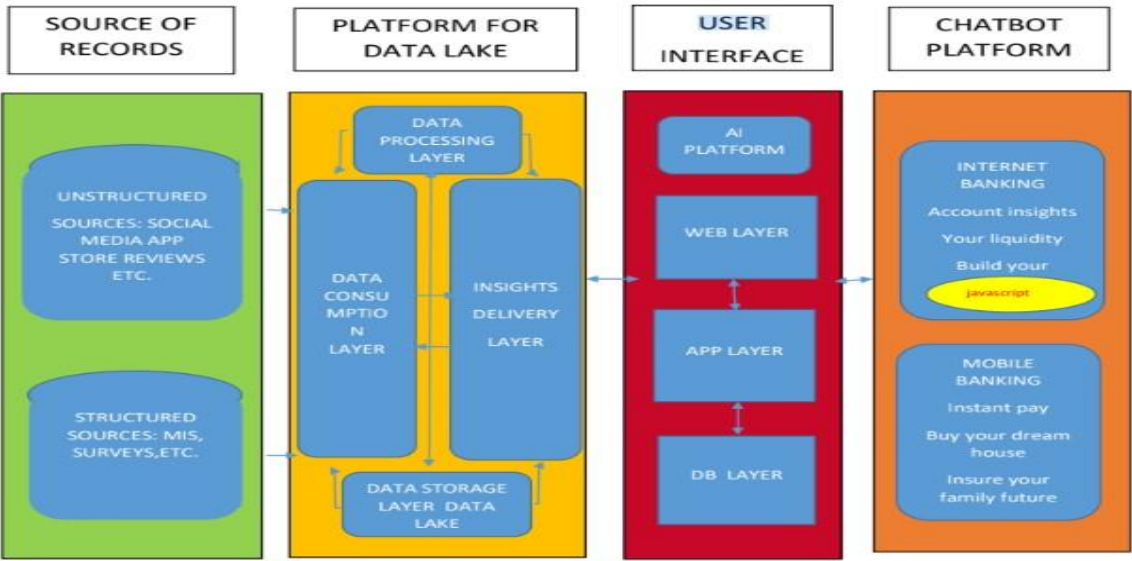 SOURCE OF
RECORDS
PLATFORM FOR
DATA LAKE
USER
INTERFACE
CHATBOT
PLATFORM
UNSTRUCTURED
SOURCES: SOCIAL
MEDIA APP
STORE REVIEWS
ETC.
STRUCTURED
SOURCES: MIS,
SURVEYS,ETC.
DATA
PROCESSING
LAYER
DATA
CONSU
MPTIO
N
LAYER
INSIGHTS
DELIVERY
LAYER
DATA STORAGE
LAYER DATA
LAKE
AI
PLATFORM
WEB LAYER
APP LAYER
DB LAYER
INTERNET
BANKING
Account insights
Your liquidity
Build your
javascript
MOBILE
BANKING
Instant pay
Buy your dream
house
Insure your
family future